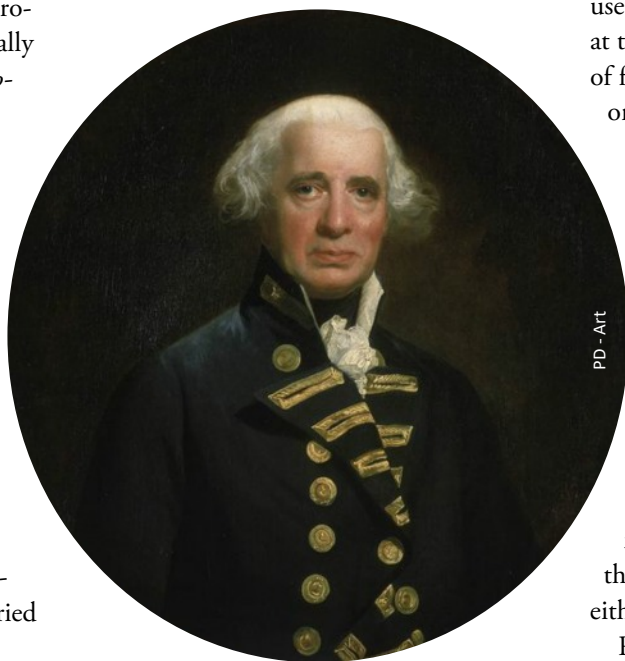 ro-
ally
o-
-
ried
use
at t
of f
or
th
eith
PD - Art